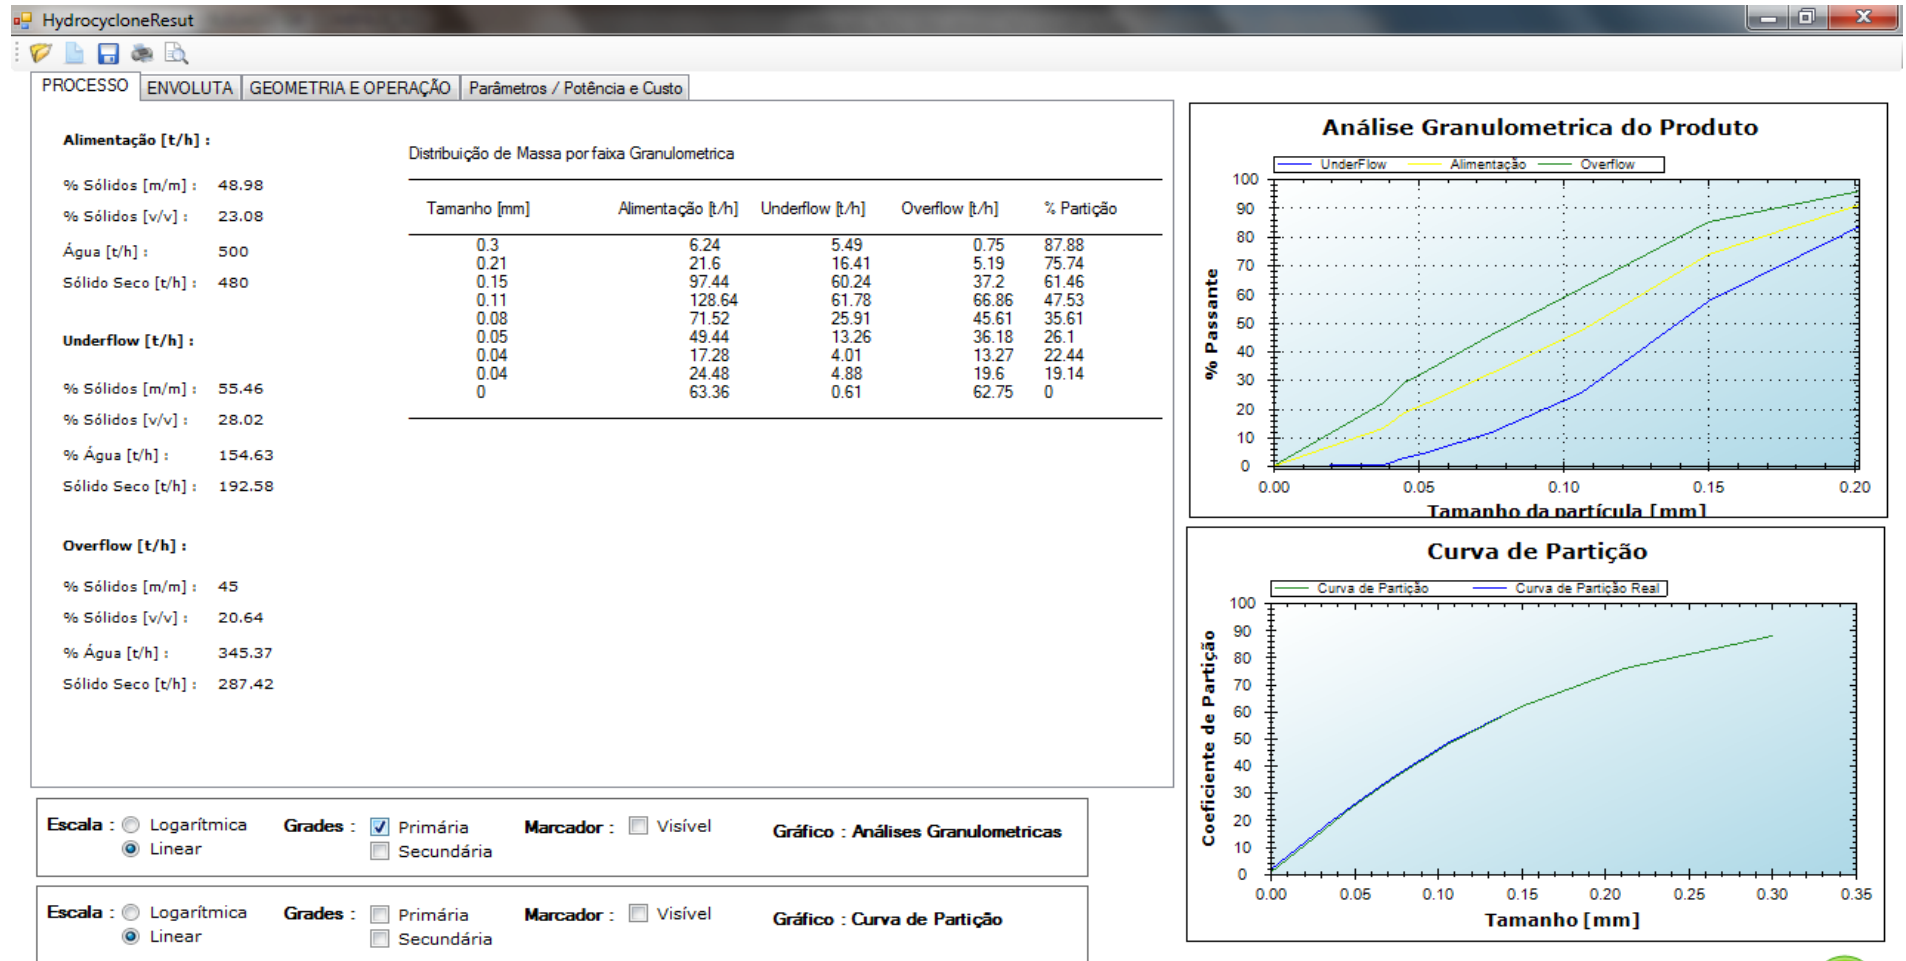 HydrocycloneResut
PROCESSO ENVOLUTA GEOMETRIA E OPERAÇÃO Parâmetros / Potência e Custo
Alimentação [t/h] :
% Sólidos [m/m] : 48.98
% Sólidos [v/v] : 23.08
Água [t/h] : 500
Sólido Seco [t/h] : 480
Underflow [t/h] :
% Sólidos [m/m] : 55.46
% Sólidos [v/v] : 28.02
% Água [t/h] : 154.63
Sólido Seco [t/h] : 192.58
Overflow [t/h] :
% Sólidos [m/m] : 45
% Sólidos [v/v] : 20.64
% Água [t/h] : 345.37
Sólido Seco [t/h] : 287.42
Distribuição de Massa por faixa Granulometrica
Tamanho [mm] Alimentação [t/h] Underflow [t/h] Overflow [t/h] % Partição
0.3 6.24 5.49 0.75 87.88
0.21 21.6 16.41 5.19 75.74
0.15 97.44 60.24 37.2 61.46
0.11 128.64 61.78 66.86 47.53
0.08 71.52 25.91 45.61 35.61
0.05 49.44 13.26 36.18 26.1
0.04 17.28 4.01 13.27 22.44
0.04 24.48 4.88 19.6 19.14
0 63.36 0.61 62.75 0
Análise Granulometrica do Produto
UnderFlow Alimentação Overflow
% Passante
100
90
80
70
60
50
40
30
20
10
0
0.00 0.05 0.10 0.15 0.20
Tamanho da partícula [mm]
Curva de Partição
Curva de Partição Curva de Partição Real
Coeficiente de Partição
100
90
80
70
60
50
40
30
20
10
0
0.00 0.05 0.10 0.15 0.20 0.25 0.30 0.35
Tamanho [mm]
Escala : Logarítmica Grades : Primária Marcador : Visível Gráfico : Análises Granulometricas
Linear Secundária
Escala : Logarítmica Grades : Primária Marcador : Visível Gráfico : Curva de Partição
Linear Secundária